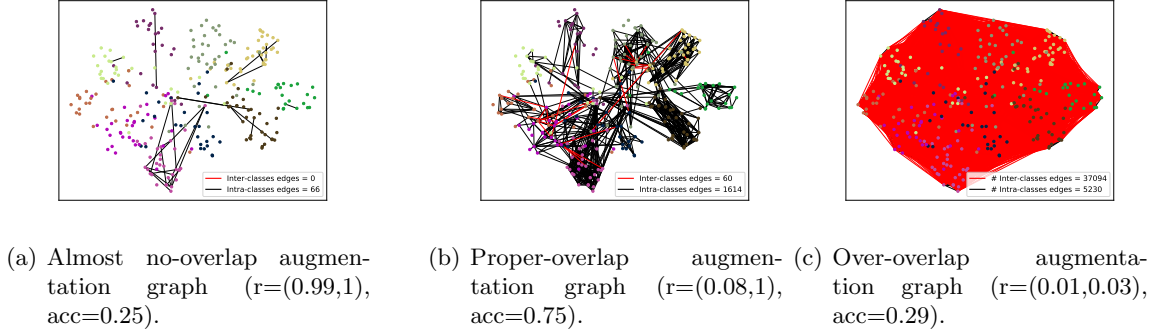 Inter-classes edges = 0
Intra-classes edges = 66
Inter-classes edges = 60
Intra-classes edges = 1614
# Inter-classes edges = 37094
# Intra-classes edges = 5230
(a) Almost no-overlap augmen-
tation graph (r=(0.99,1),
acc=0.25).
(b) Proper-overlap augmen-
tation graph (r=(0.08,1),
acc=0.75).
(c) Over-overlap augmenta-
tion graph (r=(0.01,0.03),
acc=0.29).